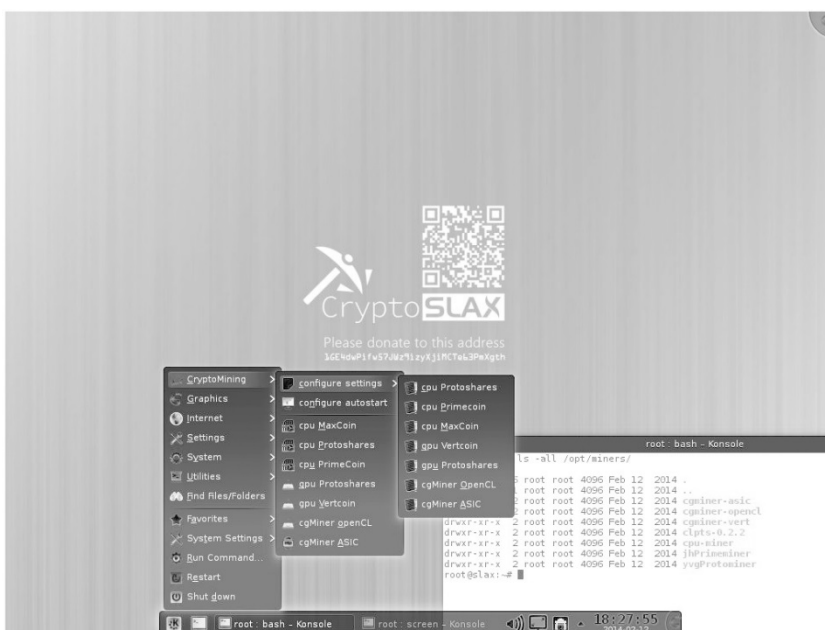 CryptoSLAX
Please donate to this address
CryptoMining
Graphics
Internet
Settings
System
Utilities
Find Files/Folders
Favorites
System Settings
Run Command...
Restart
Shut down
configure settings
configure autostart
cpu MaxCoin
cpu Protoshares
cpu PrimeCoin
gpu Protoshares
gpu Vertcoin
cgMiner openCL
cgMiner ASIC
cpu Protoshares
cpu Primecoin
cpu MaxCoin
gpu Vertcoin
gpu Protoshares
cgMiner OpenCL
cgMiner ASIC
root : bash – Konsole
ls -all /opt/miners/
root root 4096 Feb 12 2014 .
root root 4096 Feb 12 2014 ..
root root 4096 Feb 12 2014 cgminer-asic
root root 4096 Feb 12 2014 cgminer-opencl
drwxr-xr-x 2 root root 4096 Feb 12 2014 cgminer-vert
drwxr-xr-x 2 root root 4096 Feb 12 2014 clpts-0.2.2
drwxr-xr-x 2 root root 4096 Feb 12 2014 cpu-miner
drwxr-xr-x 2 root root 4096 Feb 12 2014 jhPrimeminer
drwxr-xr-x 2 root root 4096 Feb 12 2014 yvgProtominer
root@slax:~#
root : bash – Konsole
root : screen – Konsole
18:27:55